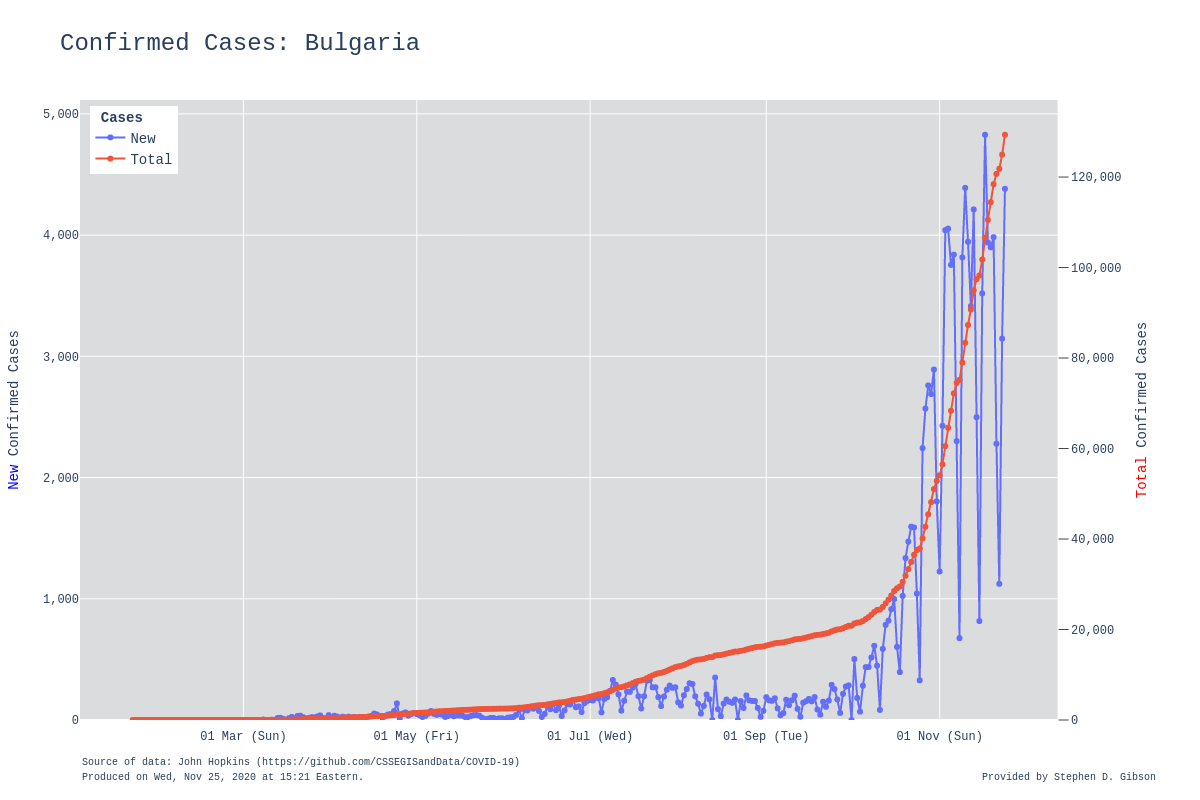 Confirmed Cases: Bulgaria
Cases
New
Total
5,000
4,000
3,000
2,000
1,000
0
120,000
100,000
80,000
60,000
40,000
20,000
0
New Confirmed Cases
Total Confirmed Cases
01 Mar (Sun)
01 May (Fri)
01 Jul (Wed)
01 Sep (Tue)
01 Nov (Sun)
Source of data: John Hopkins (https://github.com/CSSEGISandData/COVID-19)
Produced on Wed, Nov 25, 2020 at 15:21 Eastern.
Provided by Stephen D. Gibson